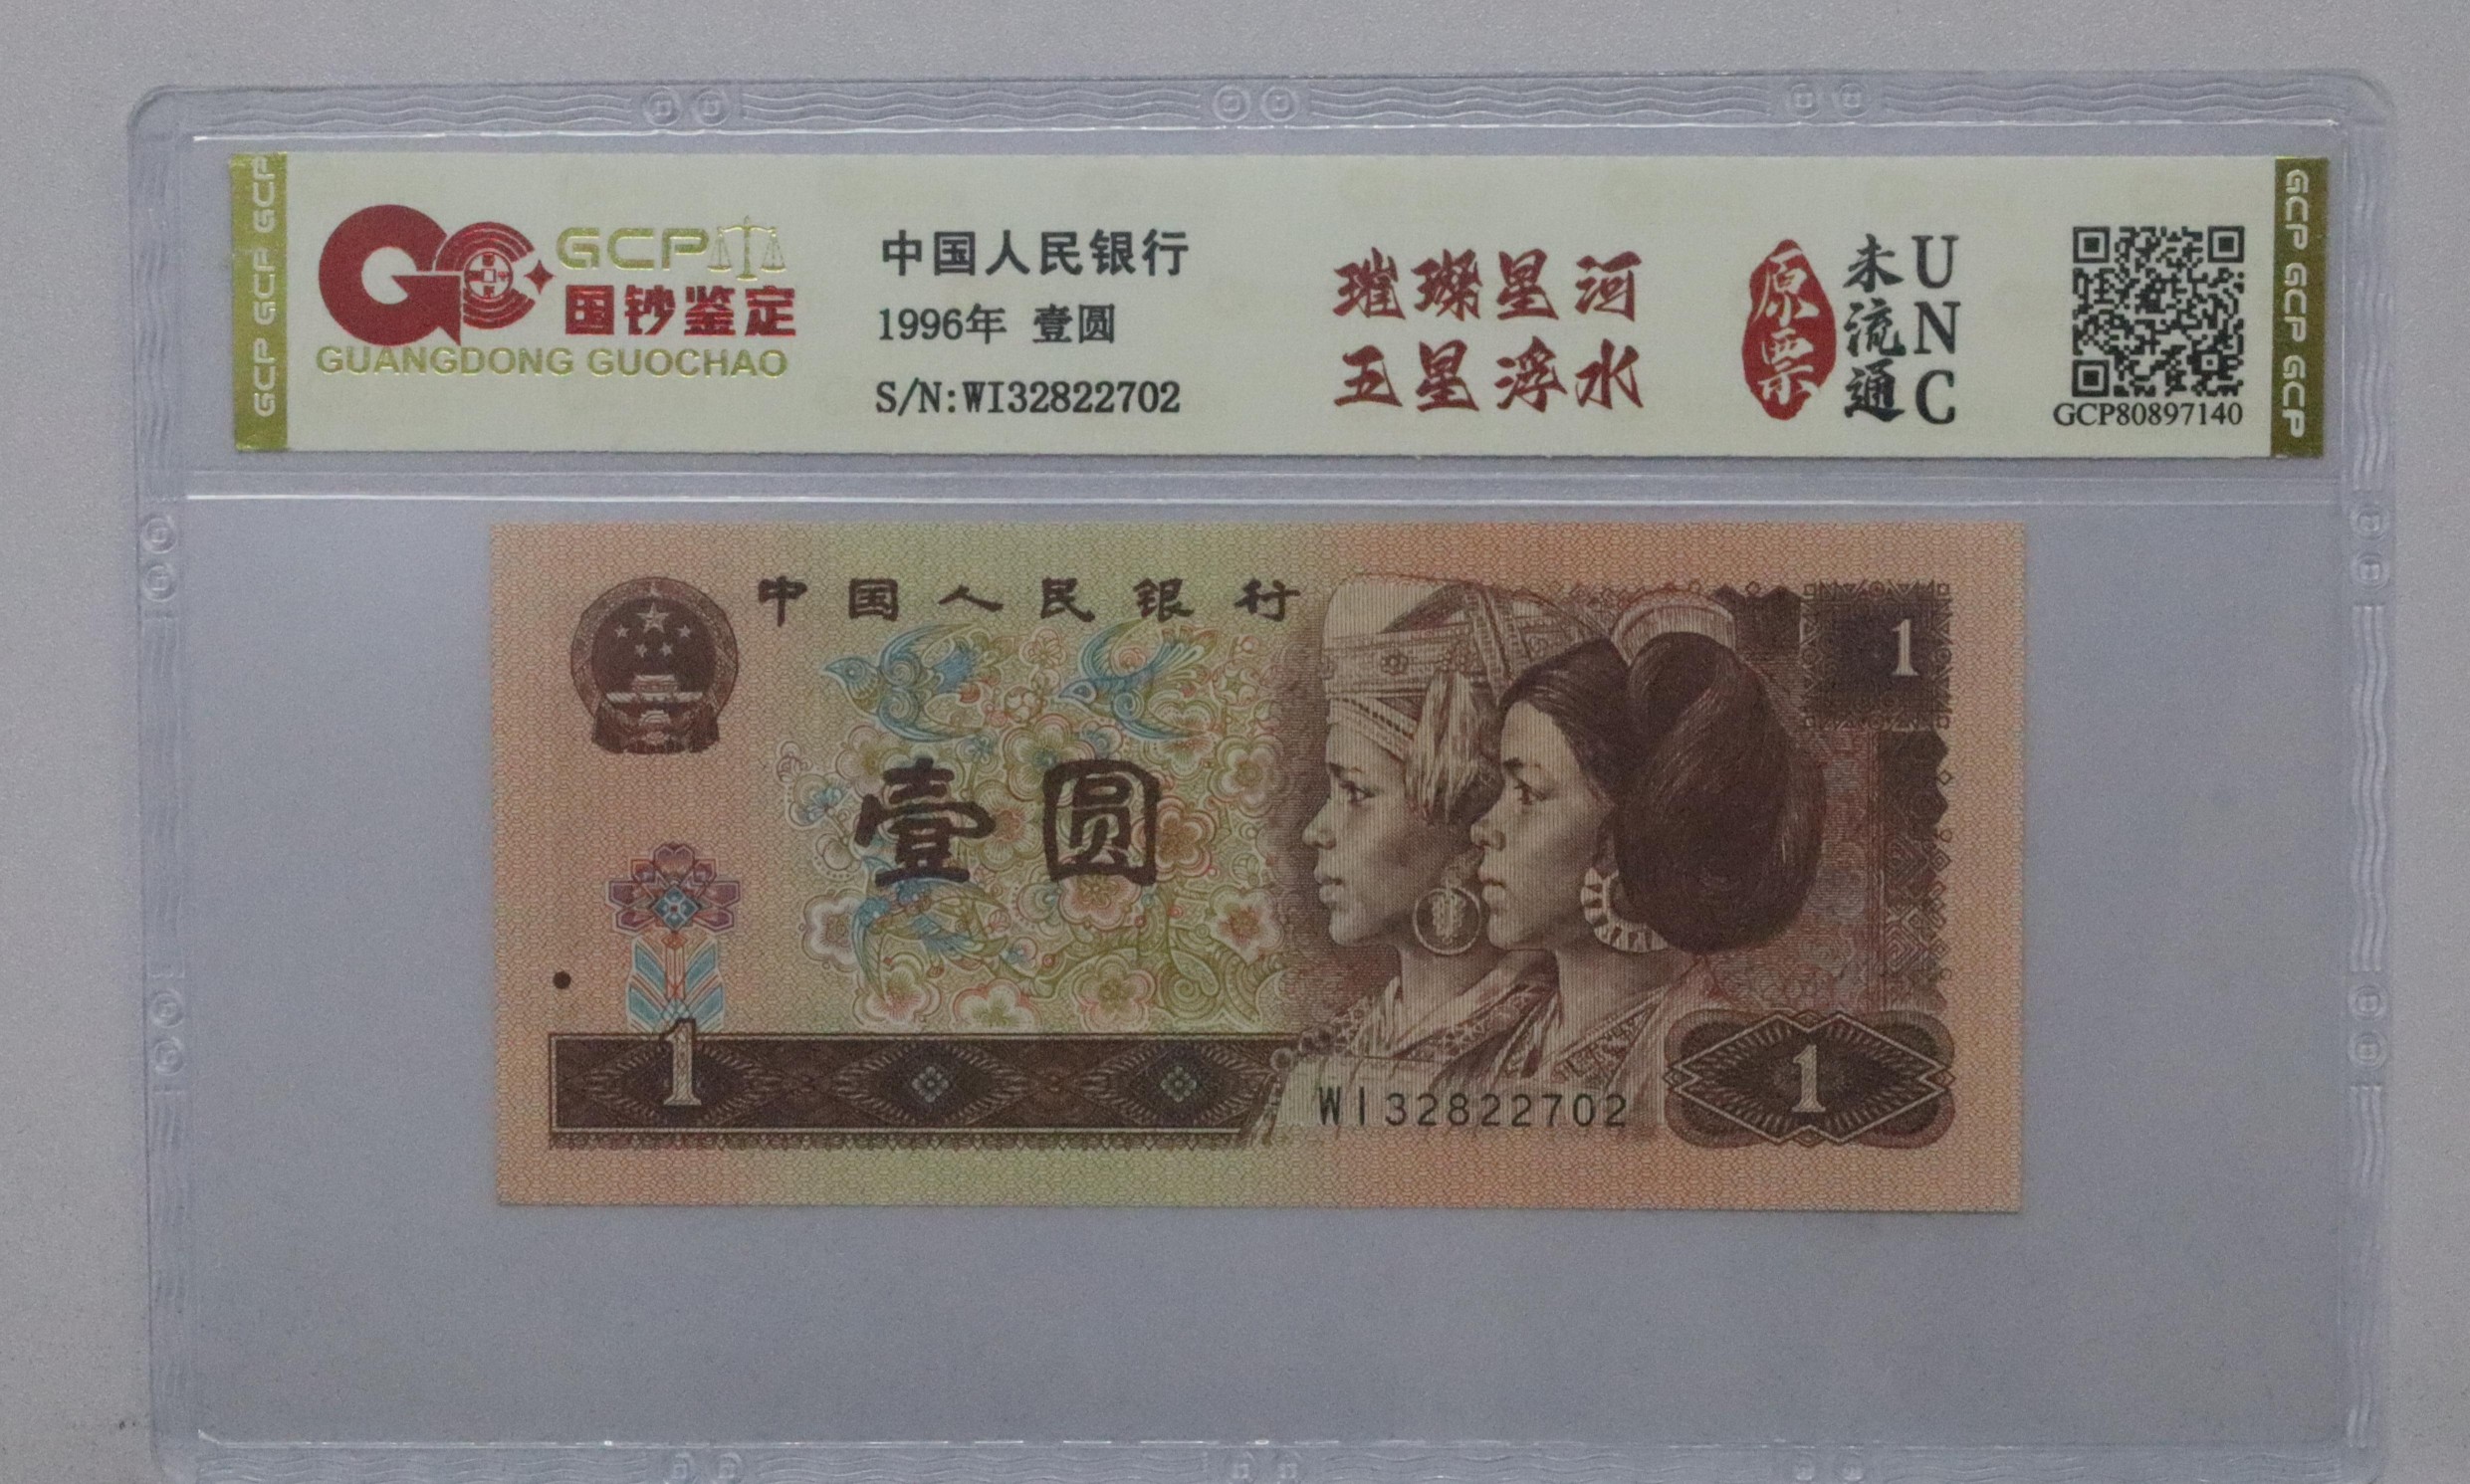 GCP GCP GCP
GCP
国钞鉴定
GUANGDONG GUOCHAO
中国人民银行
1996年 壹圆
S/N:WI32822702
璀璨星河
五星浮水
原票
未流通
UNC
GCP80897140
GCP GCP GCP
中国人民银行
1
壹圆
1
WI32822702
1